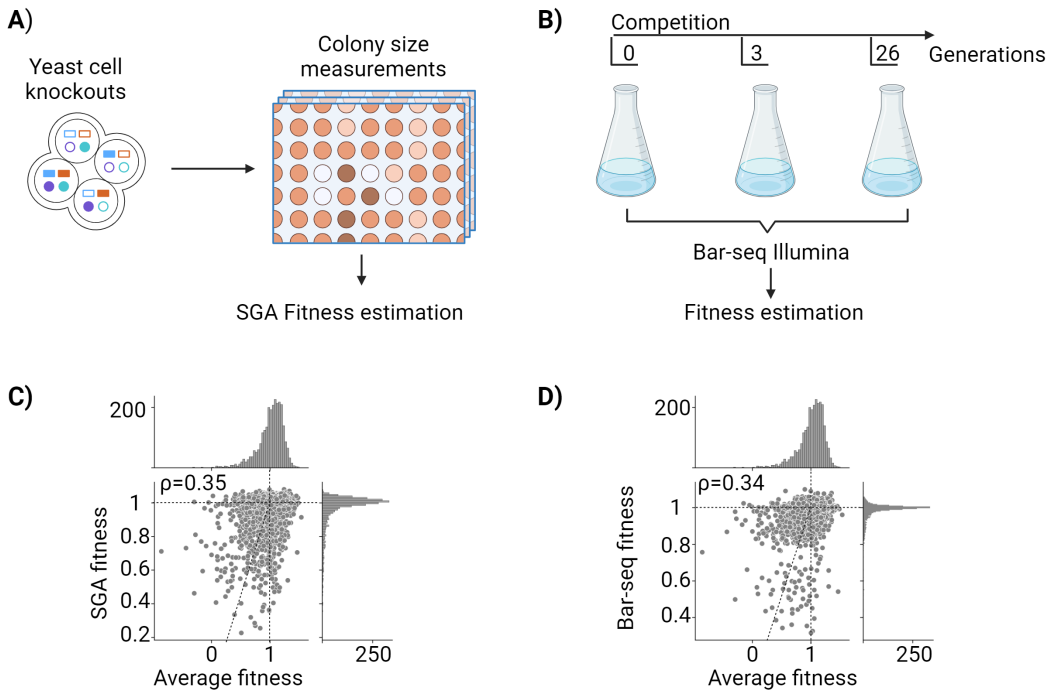 A)
Yeast cell
knockouts
Colony size
measurements
SGA Fitness estimation
B)
Competition
0
3
26
Generations
Bar-seq Illumina
Fitness estimation
C)
200
ρ=0.35
1
0.8
0.6
0.4
0.2
SGA fitness
0
1
250
Average fitness
D)
200
ρ=0.34
1
0.8
0.6
0.4
Bar-seq fitness
0
1
250
Average fitness